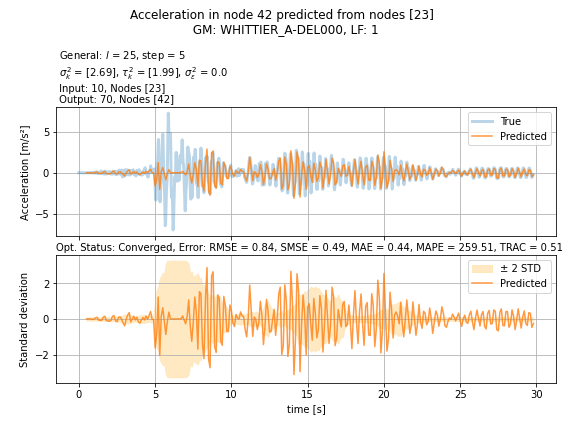 Acceleration in node 42 predicted from nodes [23]
GM: WHITTIER_A-DEL000, LF: 1
General: l = 25, step = 5
σ²ₖ = [2.69], τ²ₖ = [1.99], σ²ε = 0.0
Input: 10, Nodes [23]
Output: 70, Nodes [42]
Acceleration [m/s²]
5
0
−5
True
Predicted
Opt. Status: Converged, Error: RMSE = 0.84, SMSE = 0.49, MAE = 0.44, MAPE = 259.51, TRAC = 0.51
Standard deviation
2
0
−2
± 2 STD
Predicted
0 5 10 15 20 25 30
time [s]